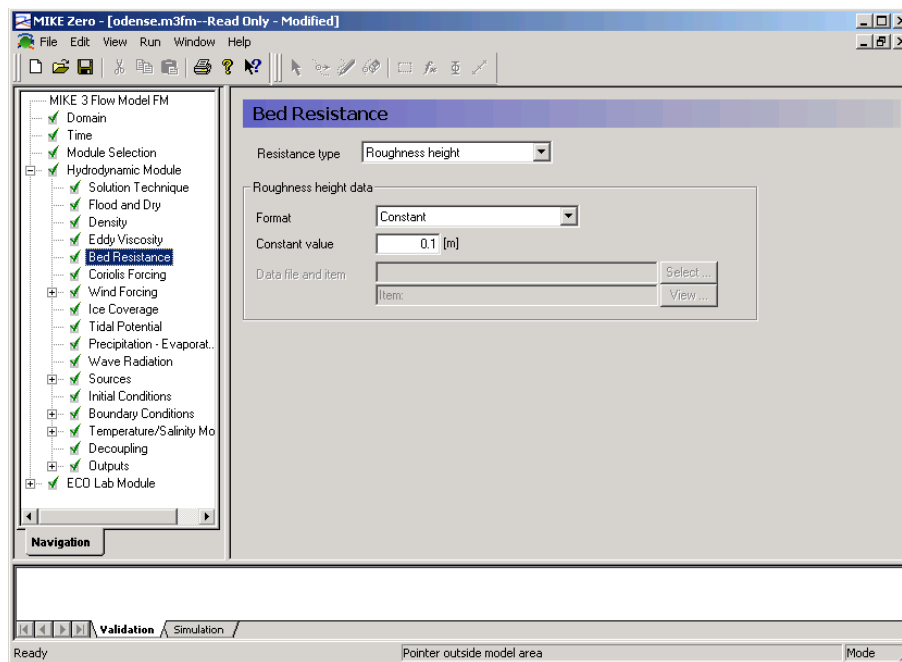 MIKE Zero - [odense.m3fm--Read Only - Modified]
File Edit View Run Window Help
MIKE 3 Flow Model FM
Domain
Time
Module Selection
Hydrodynamic Module
Solution Technique
Flood and Dry
Density
Eddy Viscosity
Bed Resistance
Coriolis Forcing
Wind Forcing
Ice Coverage
Tidal Potential
Precipitation - Evaporat..
Wave Radiation
Sources
Initial Conditions
Boundary Conditions
Temperature/Salinity Mo
Decoupling
Outputs
ECO Lab Module
Navigation
Bed Resistance
Resistance type Roughness height
Roughness height data
Format Constant
Constant value 0.1 [m]
Data file and item Select ...
Item: View ...
Validation Simulation
Ready Pointer outside model area Mode